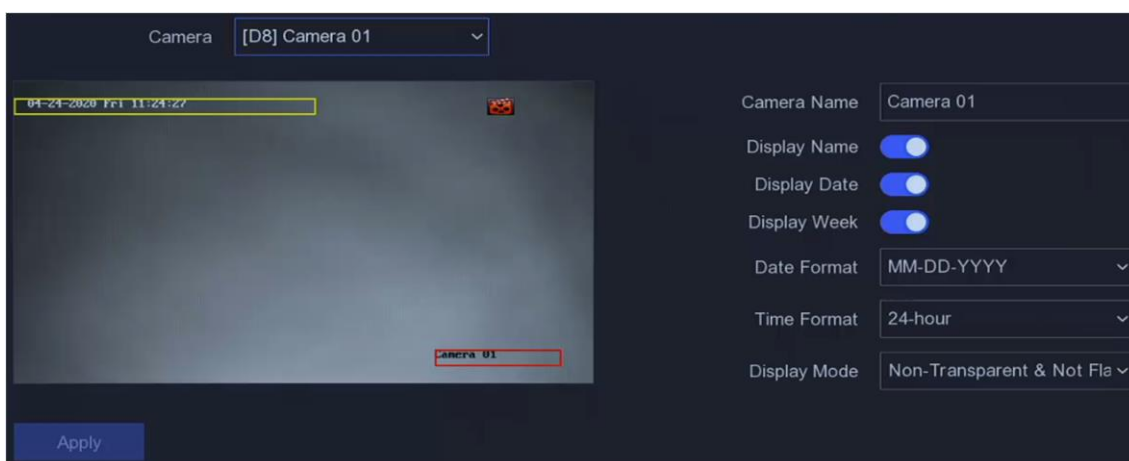 Camera [D8] Camera 01
04-24-2020 Fri 11:24:27
Camera Name Camera 01
Display Name
Display Date
Display Week
Date Format MM-DD-YYYY
Time Format 24-hour
Camera 01
Display Mode Non-Transparent & Not Fla
Apply